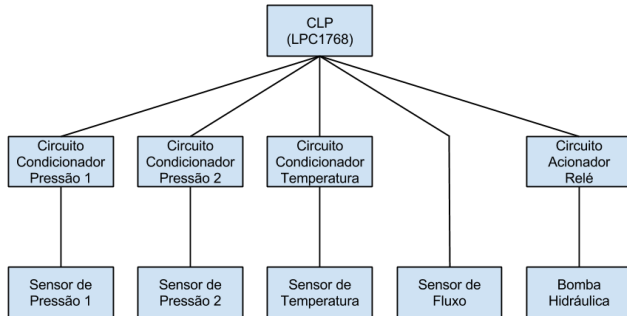 CLP
(LPC1768)
Circuito
Condicionador
Pressão 1
Circuito
Condicionador
Pressão 2
Circuito
Condicionador
Temperatura
Circuito
Acionador
Relé
Sensor de
Pressão 1
Sensor de
Pressão 2
Sensor de
Temperatura
Sensor de
Fluxo
Bomba
Hidráulica